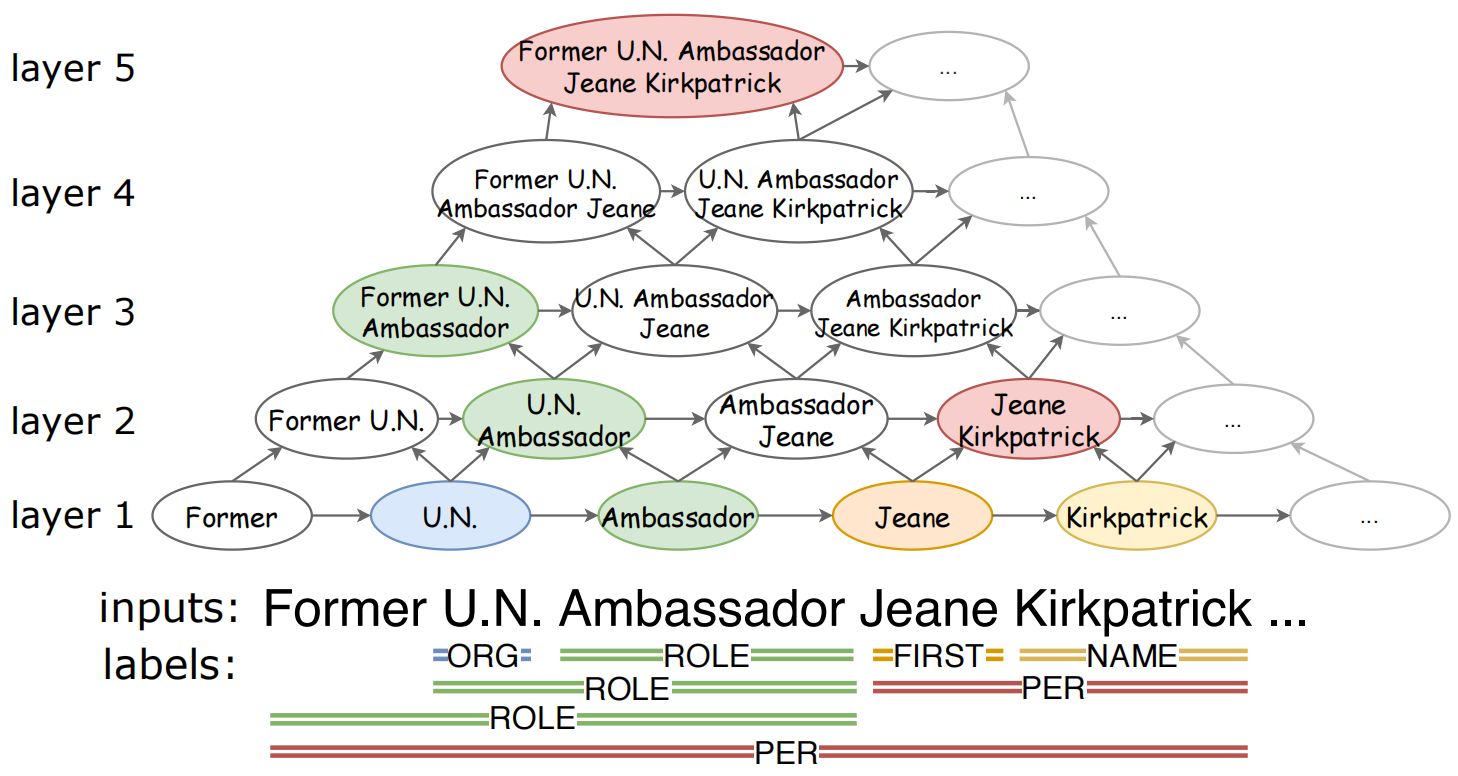 layer 5
Former U.N. Ambassador
Jeane Kirkpatrick
...
layer 4
Former U.N.
Ambassador Jeane
U.N. Ambassador
Jeane Kirkpatrick
...
layer 3
Former U.N.
Ambassador
U.N. Ambassador
Jeane
Ambassador
Jeane Kirkpatrick
...
layer 2
Former U.N.
U.N.
Ambassador
Ambassador
Jeane
Jeane
Kirkpatrick
...
layer 1
Former
U.N.
Ambassador
Jeane
Kirkpatrick
...
inputs: Former U.N. Ambassador Jeane Kirkpatrick ...
labels:
ORG ROLE FIRST NAME
ROLE PER
ROLE
PER